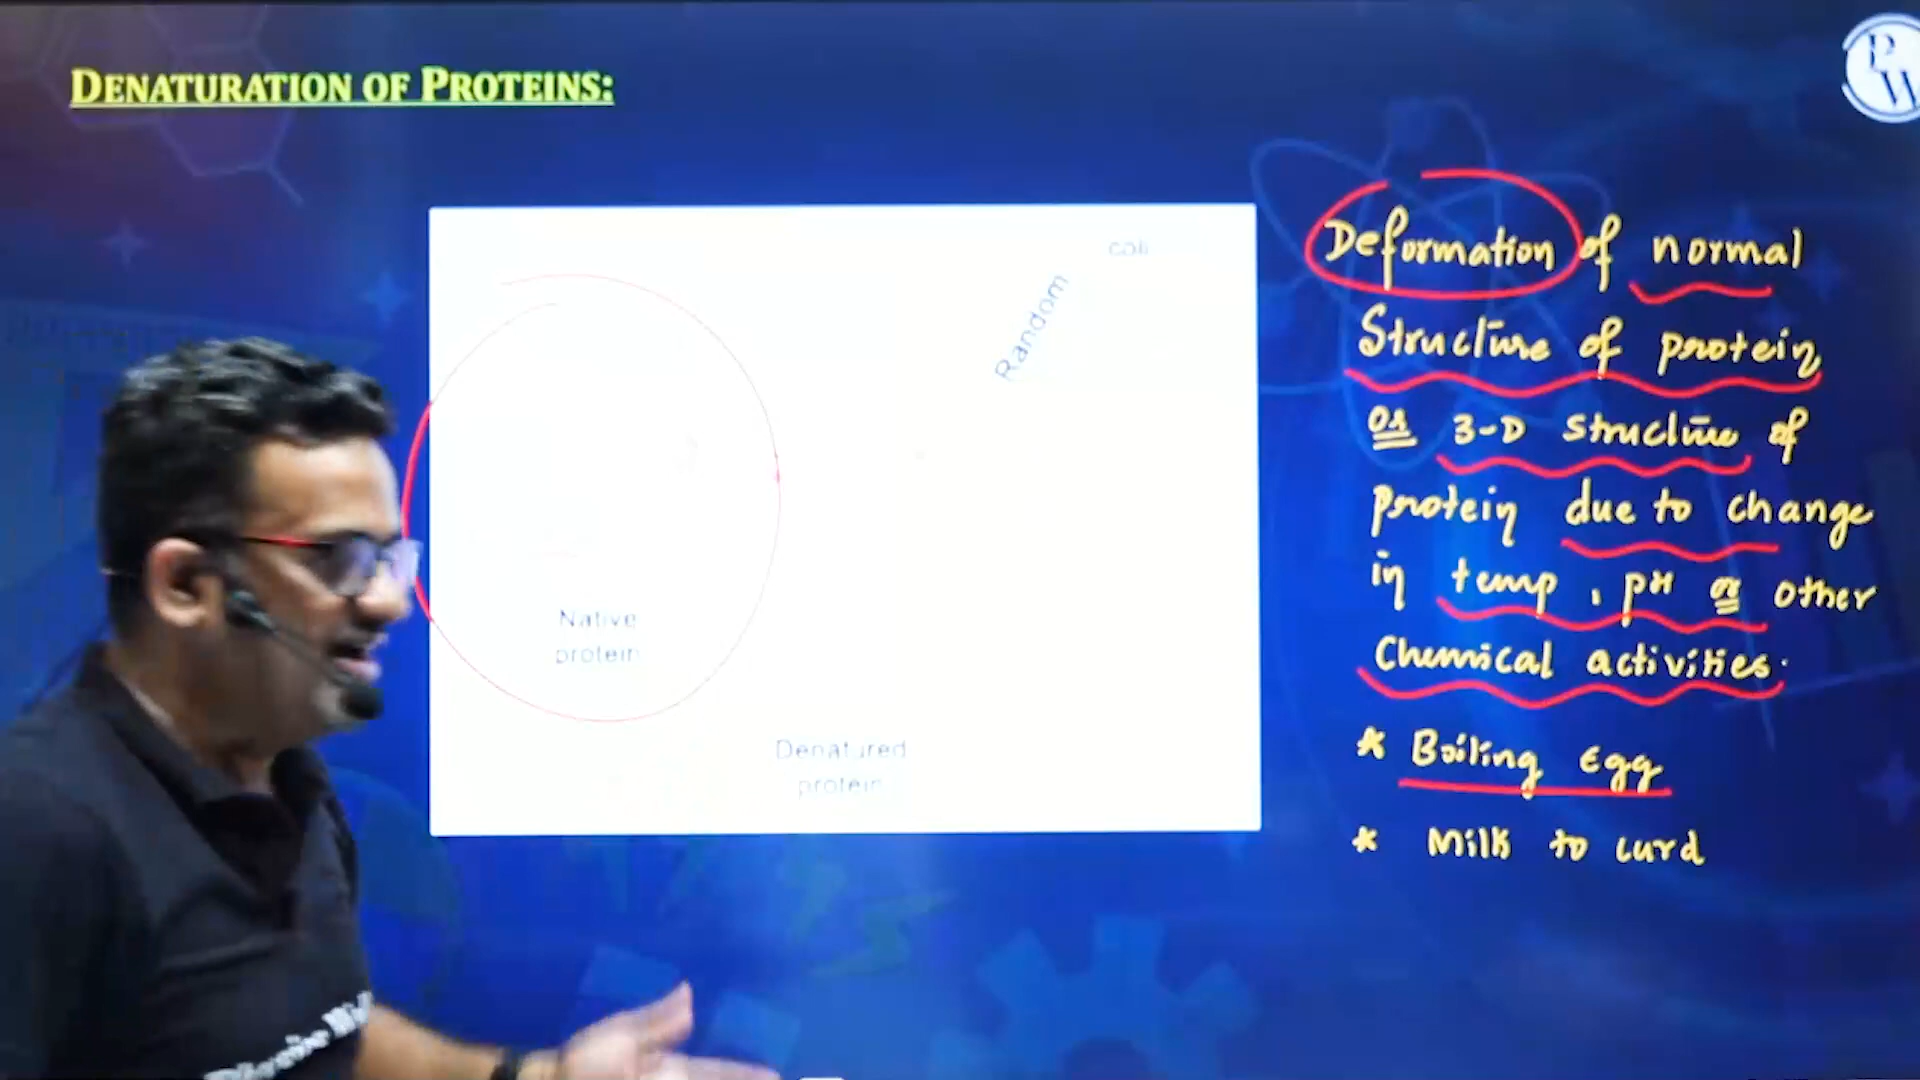 DENATURATION OF PROTEINS:
PW
coil
Random
Native
protein
Denatured
protein
Deformation of normal
Structure of protein
or 3-D structure of
protein due to change
in temp, pH or other
Chemical activities.
* Boiling Egg
* Milk to curd